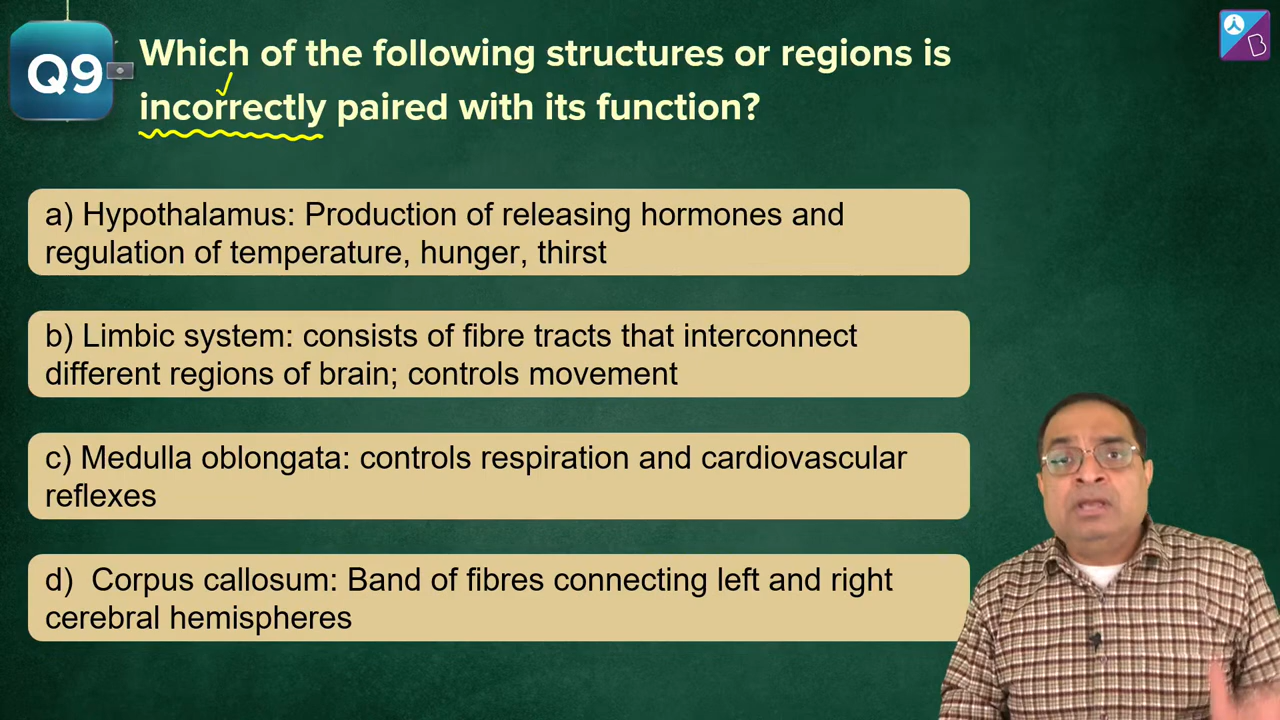 Q9
Which of the following structures or regions is
incorrectly paired with its function?
a) Hypothalamus: Production of releasing hormones and
regulation of temperature, hunger, thirst
b) Limbic system: consists of fibre tracts that interconnect
different regions of brain; controls movement
c) Medulla oblongata: controls respiration and cardiovascular
reflexes
d) Corpus callosum: Band of fibres connecting left and right
cerebral hemispheres
B